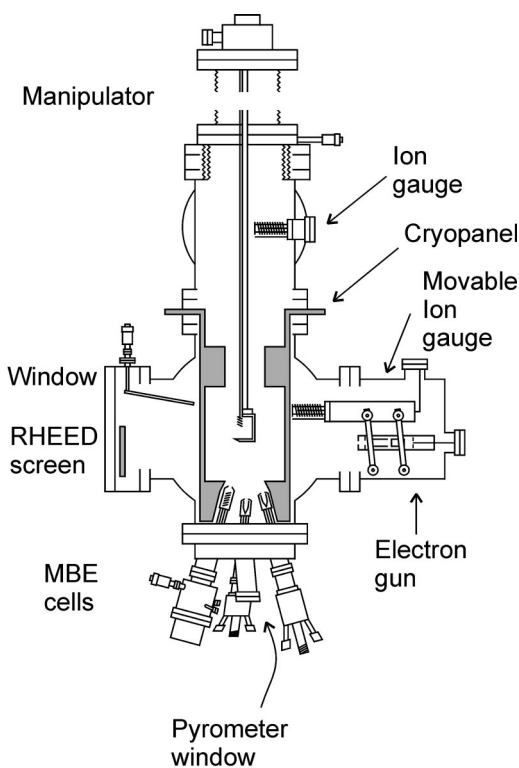 Manipulator
Ion
gauge
Cryopanel
Movable
Ion
gauge
Window
RHEED
screen
Electron
gun
MBE
cells
Pyrometer
window